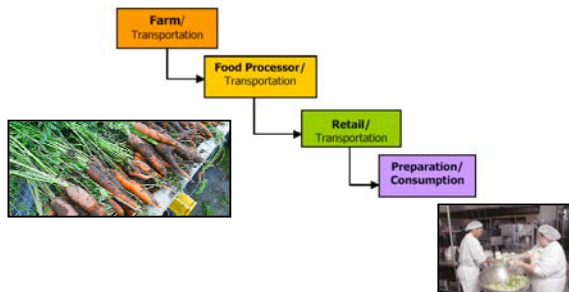 Farm/
Transportation
Food Processor/
Transportation
Retail/
Transportation
Preparation/
Consumption